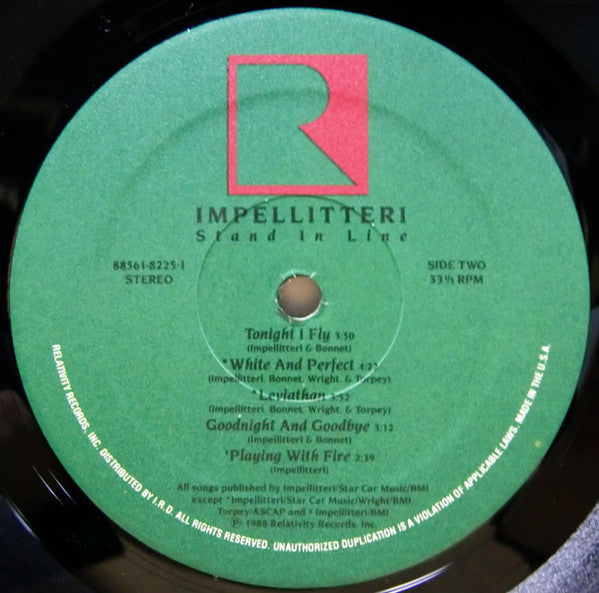 R
IMPELLITTERI
Stand In Line
88561-8225-1
STEREO
SIDE TWO
33⅓ RPM
Tonight I Fly 3:50
(Impellitteri & Bonnet)
*White And Perfect 4:22
(Impellitteri, Bonnet, Wright, & Torpey)
*Leviathan 3:52
(Impellitteri, Bonnet, Wright, & Torpey)
Goodnight And Goodbye 3:12
(Impellitteri & Bonnet)
'Playing With Fire 2:39
(Impellitteri)
All songs published by Impellitteri/Star Car Music/BMI
except *Impellitteri/Star Car Music/Wright/BMI
Torpey/ASCAP and ' Impellitteri/BMI
Ⓟ 1988 Relativity Records, Inc.
RELATIVITY RECORDS, INC. DISTRIBUTED BY I.R.D. ALL RIGHTS RESERVED. UNAUTHORIZED DUPLICATION IS A VIOLATION OF APPLICABLE LAWS. MADE IN THE U.S.A.